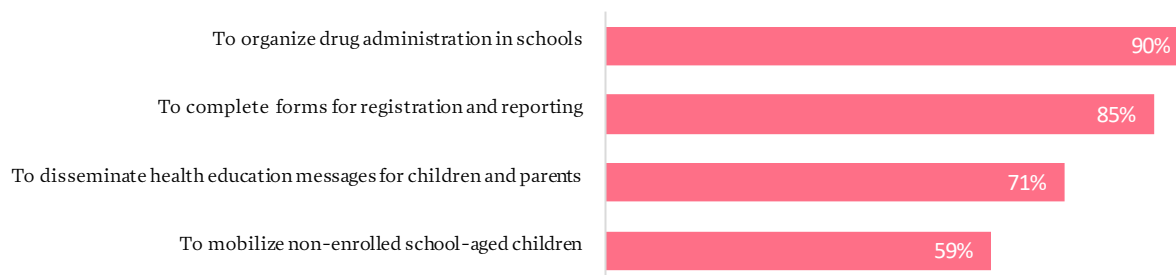 To organize drug administration in schools 90%
To complete forms for registration and reporting 85%
To disseminate health education messages for children and parents 71%
To mobilize non-enrolled school-aged children 59%